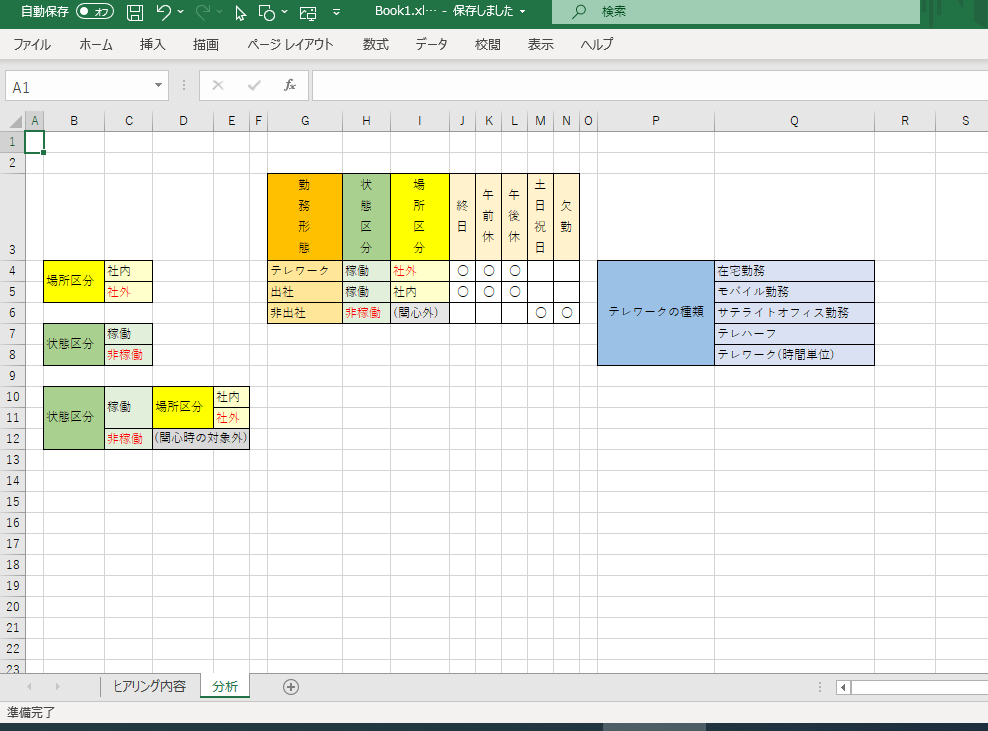 自動保存 オフ Book1.xl… - 保存しました 検索
ファイル ホーム 挿入 描画 ページ レイアウト 数式 データ 校閲 表示 ヘルプ
A1 fx
A B C D E F G H I J K L M N O P Q R S
1
2
3 勤務形態 状態区分 場所区分 終日 午前休 午後休 土日祝日 欠勤
4 場所区分 社内 テレワーク 稼働 社外 〇 〇 〇 テレワークの種類 在宅勤務
5 社外 出社 稼働 社内 〇 〇 〇 モバイル勤務
6 非出社 非稼働 (関心外) 〇 〇 サテライトオフィス勤務
7 状態区分 稼働 テレハーフ
8 非稼働 テレワーク(時間単位)
9
10 状態区分 稼働 場所区分 社内
11 社外
12 非稼働 (関心時の対象外)
13
14
15
16
17
18
19
20
21
22
23
ヒアリング内容 分析
準備完了